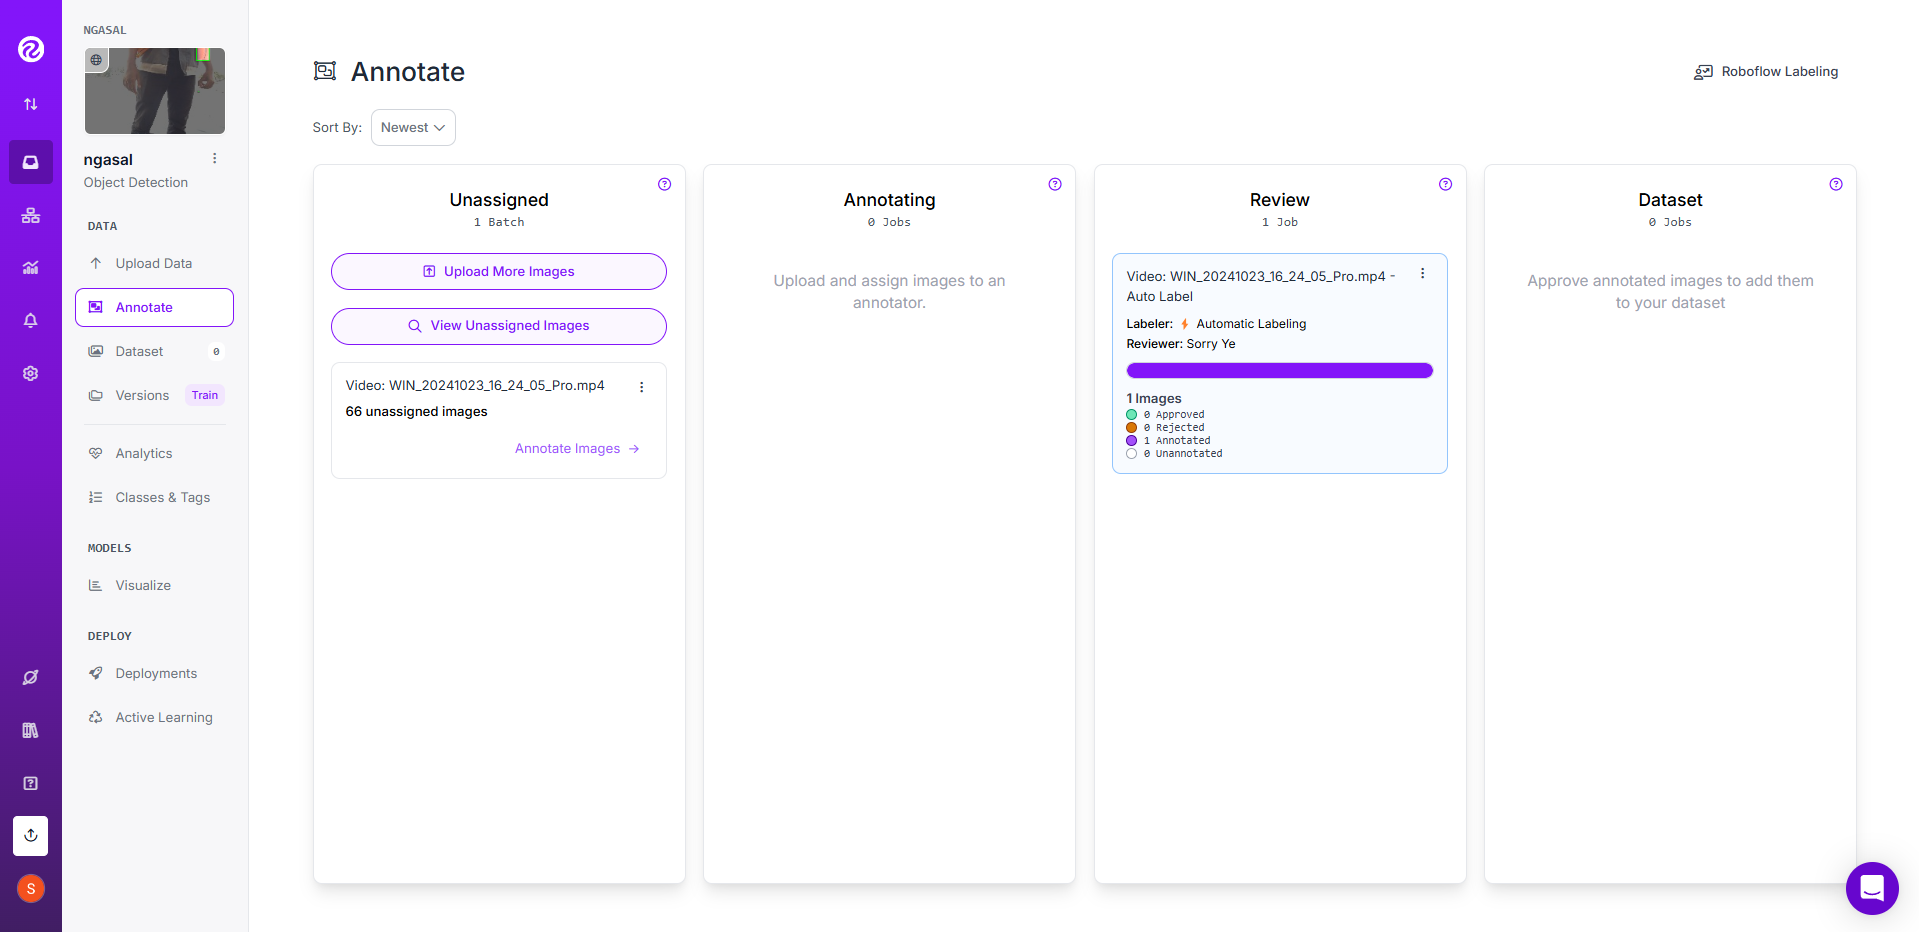 NGASAL
ngasal
Object Detection
DATA
Upload Data
Annotate
Dataset 0
Versions Train
Analytics
Classes & Tags
MODELS
Visualize
DEPLOY
Deployments
Active Learning
S
Annotate
Roboflow Labeling
Sort By: Newest
Unassigned
1 Batch
Upload More Images
View Unassigned Images
Video: WIN_20241023_16_24_05_Pro.mp4
66 unassigned images
Annotate Images →
Annotating
0 Jobs
Upload and assign images to an
annotator.
Review
1 Job
Video: WIN_20241023_16_24_05_Pro.mp4 -
Auto Label
Labeler: Automatic Labeling
Reviewer: Sorry Ye
1 Images
0 Approved
0 Rejected
1 Annotated
0 Unannotated
Dataset
0 Jobs
Approve annotated images to add them
to your dataset